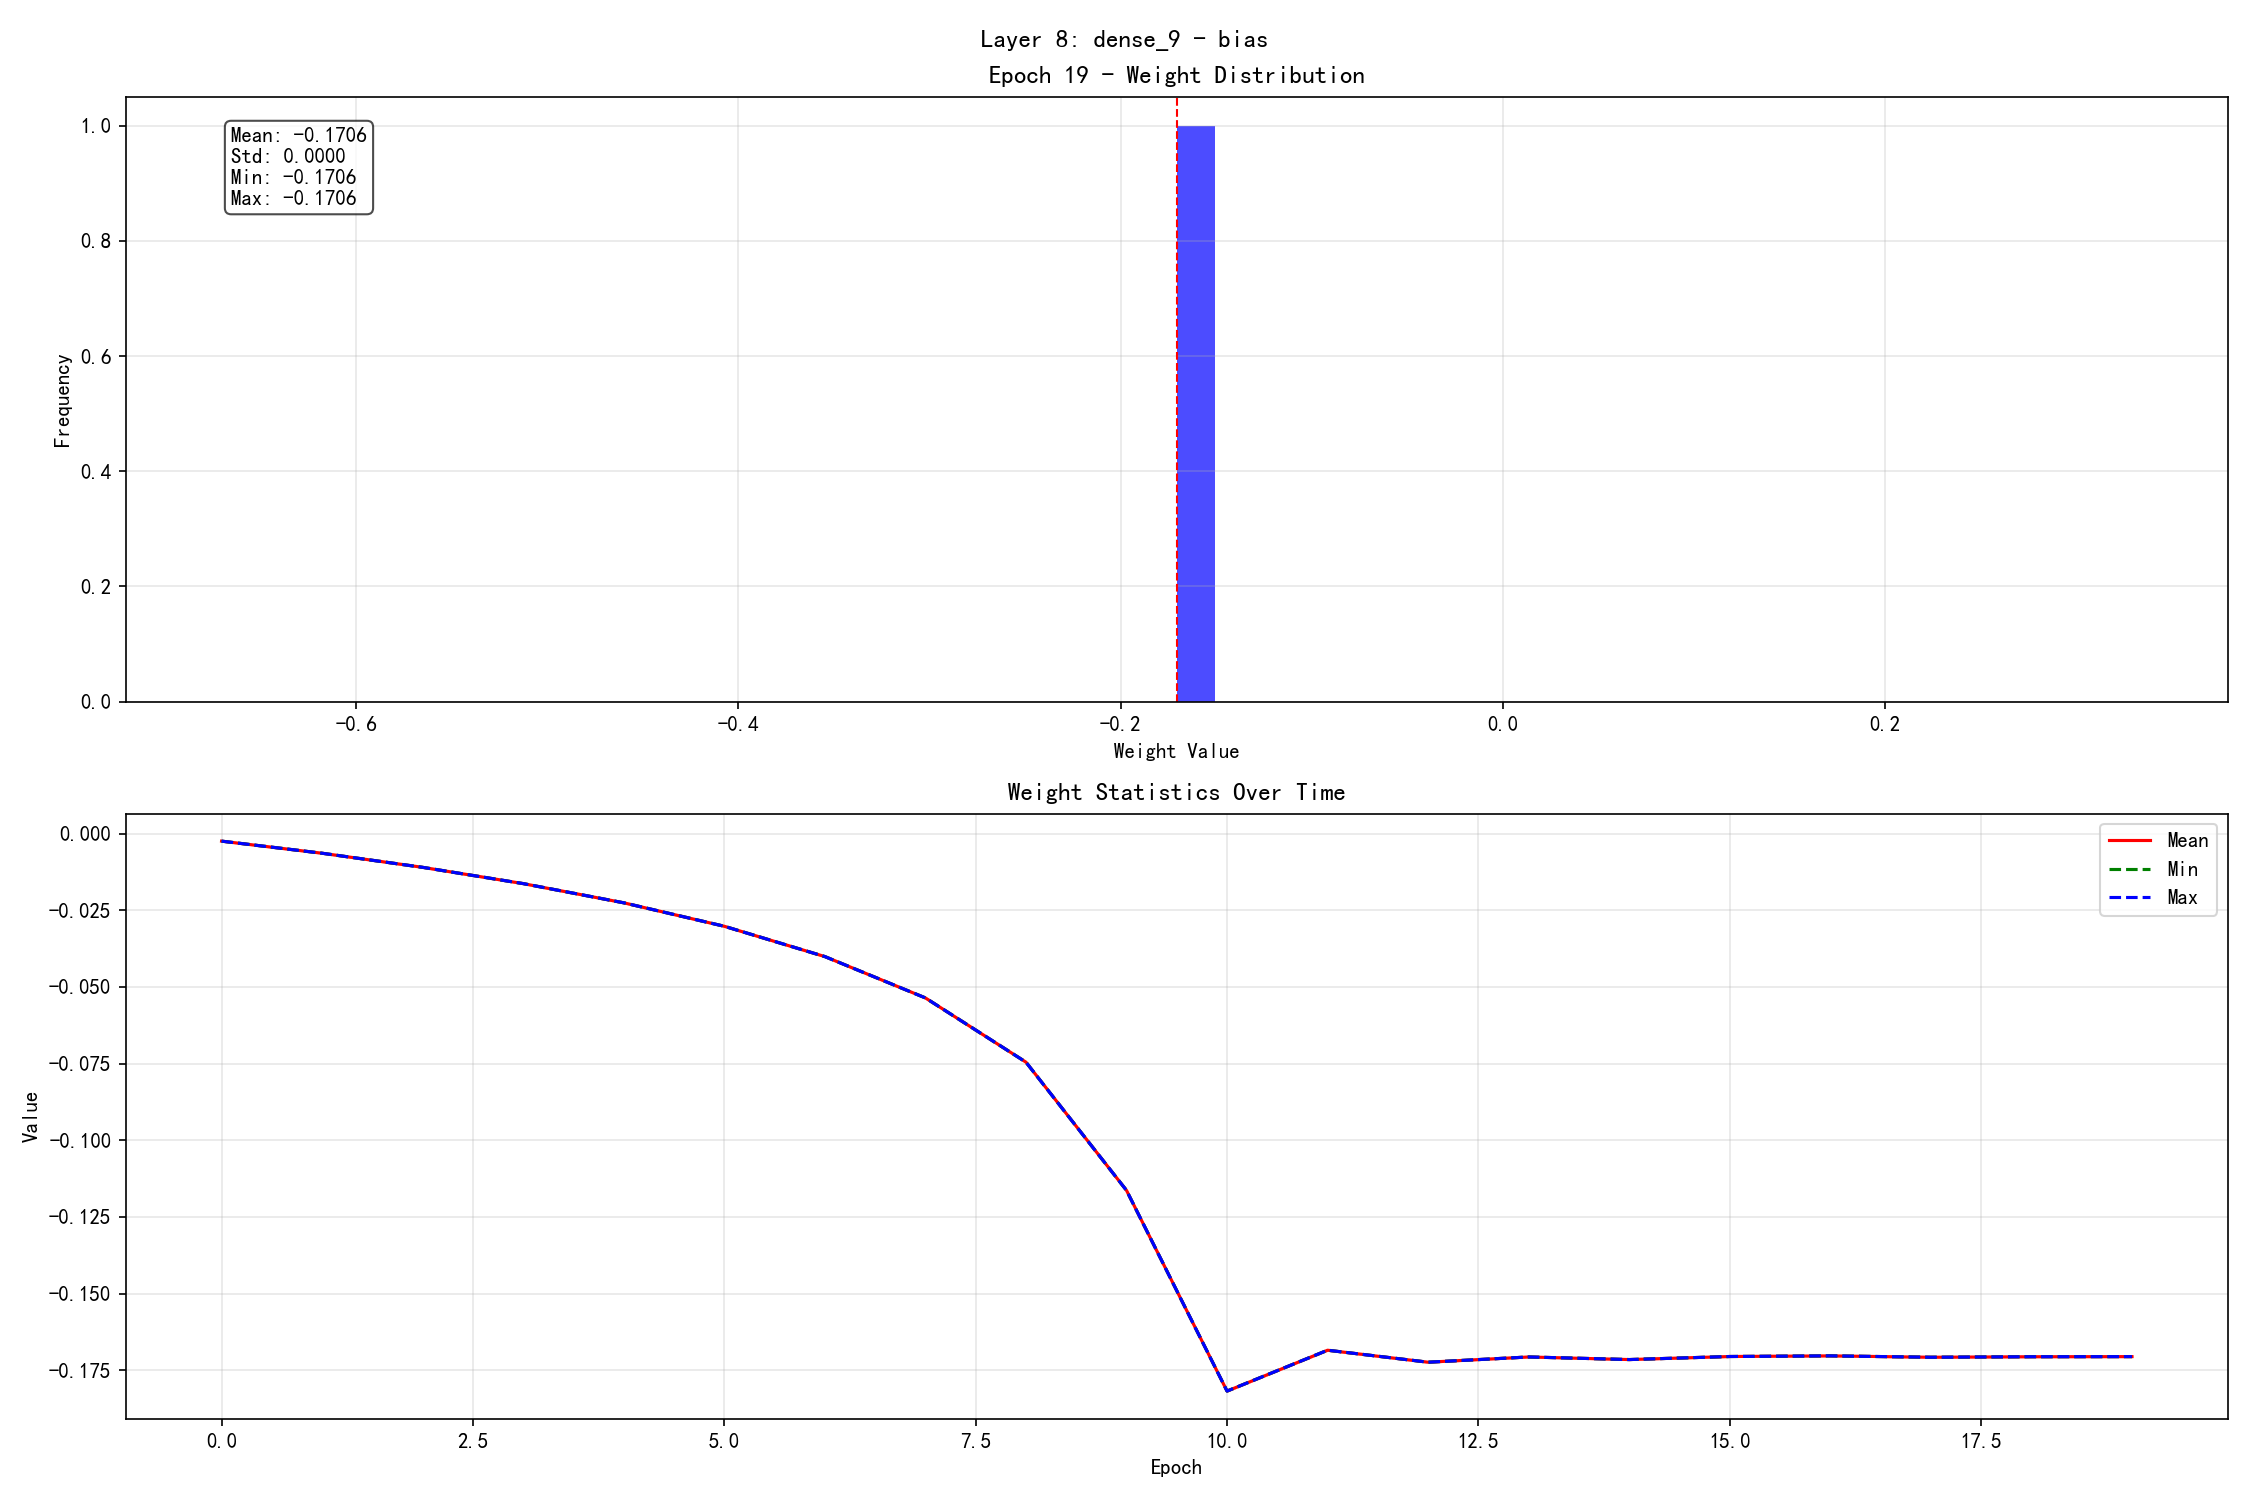 Layer 8: dense_9 - bias
Epoch 19 - Weight Distribution
Mean: -0.1706
Std: 0.0000
Min: -0.1706
Max: -0.1706
1.0
0.8
0.6
0.4
0.2
0.0
Frequency
-0.6 -0.4 -0.2 0.0 0.2
Weight Value
Weight Statistics Over Time
Mean
Min
Max
0.000
-0.025
-0.050
-0.075
-0.100
-0.125
-0.150
-0.175
Value
0.0 2.5 5.0 7.5 10.0 12.5 15.0 17.5
Epoch